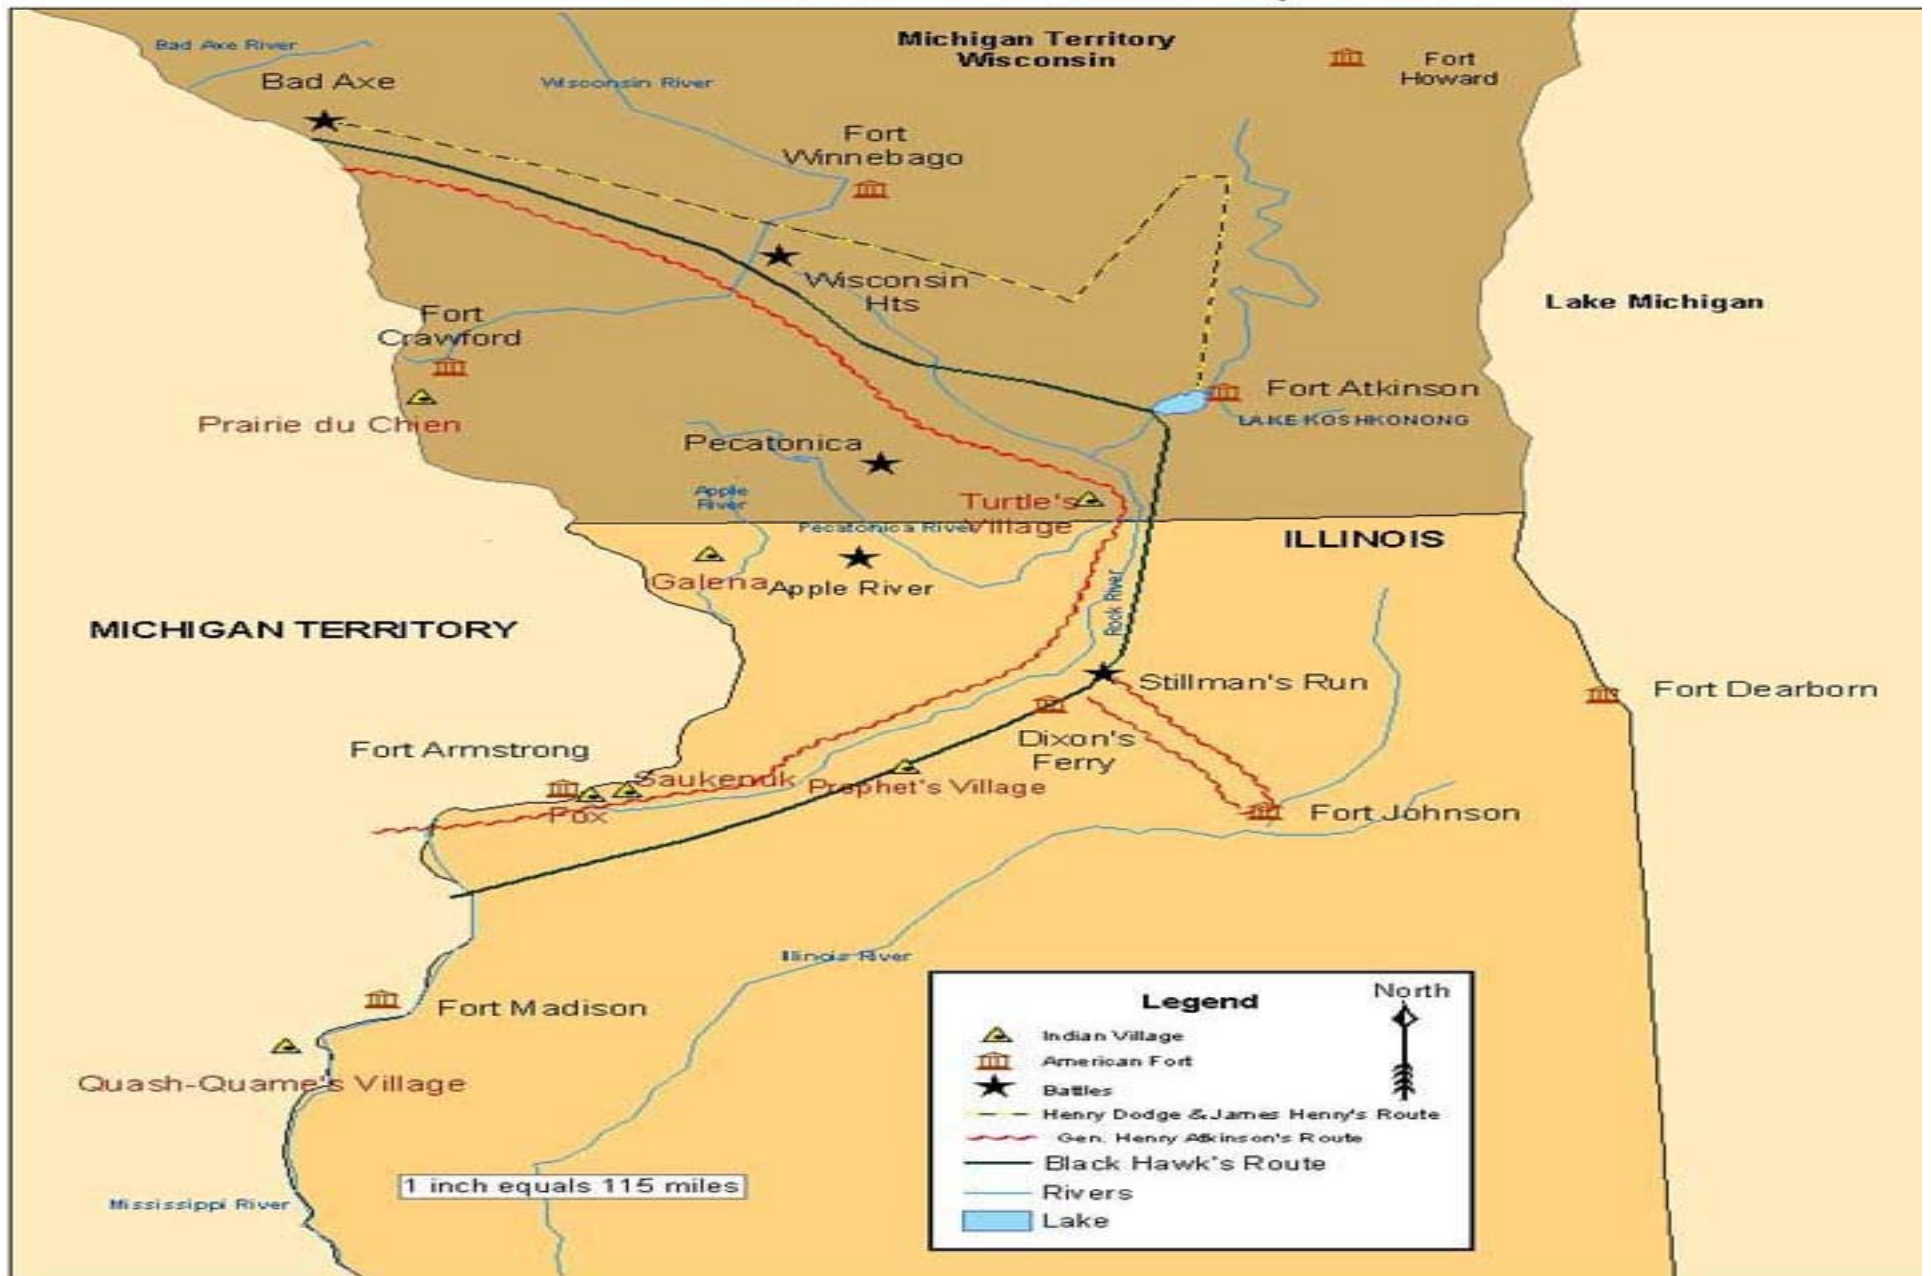 Michigan Territory
Wisconsin
Bad Axe River
Bad Axe
Wisconsin River
Fort
Howard
Fort
Winnebago
Wisconsin
Hts
Lake Michigan
Fort
Crawford
Fort Atkinson
LAKE KOSHKONONG
Prairie du Chien
Pecatonica
Apple
River
Turtle's
Village
Pecatonica River
ILLINOIS
Galena
Apple River
Rock River
MICHIGAN TERRITORY
Stillman's Run
Fort Dearborn
Fort Armstrong
Dixon's
Ferry
Saukenuk
Prophet's Village
Fox
Fort Johnson
Illinois River
Fort Madison
Quash-Quame's Village
Mississippi River
1 inch equals 115 miles
Legend
North
Indian Village
American Fort
Battles
Henry Dodge & James Henry's Route
Gen. Henry Atkinson's Route
Black Hawk's Route
Rivers
Lake